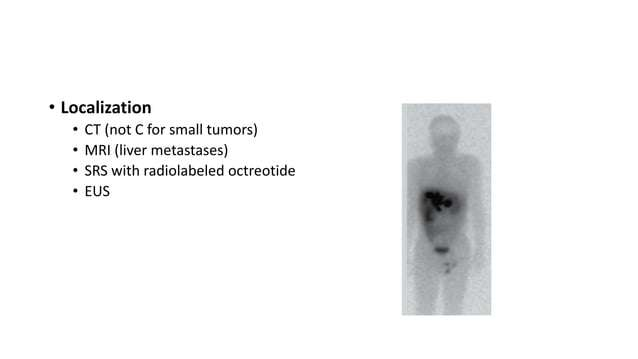 • Localization
• CT (not C for small tumors)
• MRI (liver metastases)
• SRS with radiolabeled octreotide
• EUS